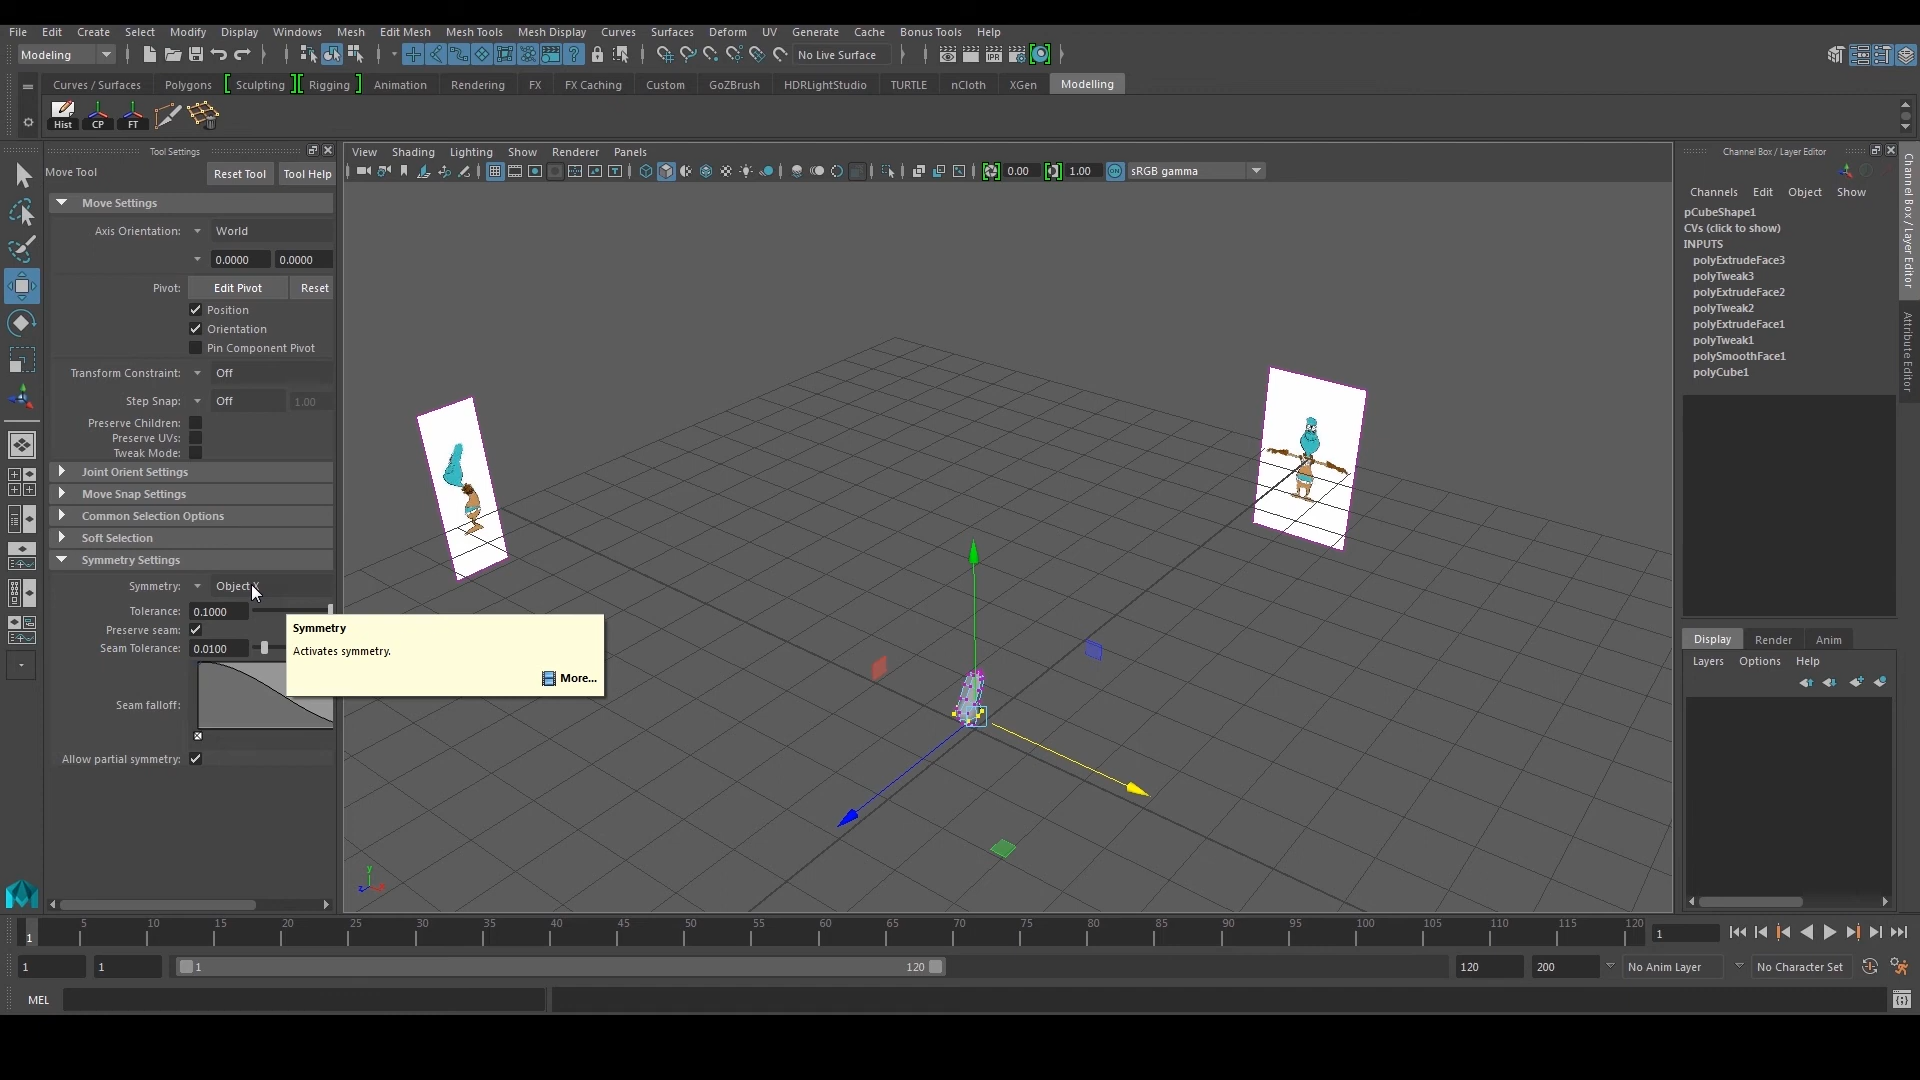 File Edit Create Select Modify Display Windows Mesh Edit Mesh Mesh Tools Mesh Display Curves Surfaces Deform UV Generate Cache Bonus Tools Help
Modeling No Live Surface
Curves / Surfaces Polygons Sculpting Rigging Animation Rendering FX FX Caching Custom GoZBrush HDRLightStudio TURTLE nCloth XGen Modelling
Hist CP FT
Tool Settings
Move Tool Reset Tool Tool Help
Move Settings
Axis Orientation: World
0.0000 0.0000
Pivot: Edit Pivot Reset
Position
Orientation
Pin Component Pivot
Transform Constraint: Off
Step Snap: Off 1.00
Preserve Children:
Preserve UVs:
Tweak Mode:
Joint Orient Settings
Move Snap Settings
Common Selection Options
Soft Selection
Symmetry Settings
Symmetry: Object X
Tolerance: 0.1000
Preserve seam:
Seam Tolerance: 0.0100
Seam falloff:
Allow partial symmetry:
Symmetry
Activates symmetry.
More...
View Shading Lighting Show Renderer Panels
IPR
0.00 1.00 ON sRGB gamma
y
z
Channel Box / Layer Editor
Channels Edit Object Show
pCubeShape1
CVs (click to show)
INPUTS
polyExtrudeFace3
polyTweak3
polyExtrudeFace2
polyTweak2
polyExtrudeFace1
polyTweak1
polySmoothFace1
polyCube1
Channel Box / Layer Editor
Attribute Editor
Display Render Anim
Layers Options Help
1 5 10 15 20 25 30 35 40 45 50 55 60 65 70 75 80 85 90 95 100 105 110 115 120 1
1 1 1 120 120 200 No Anim Layer No Character Set
MEL